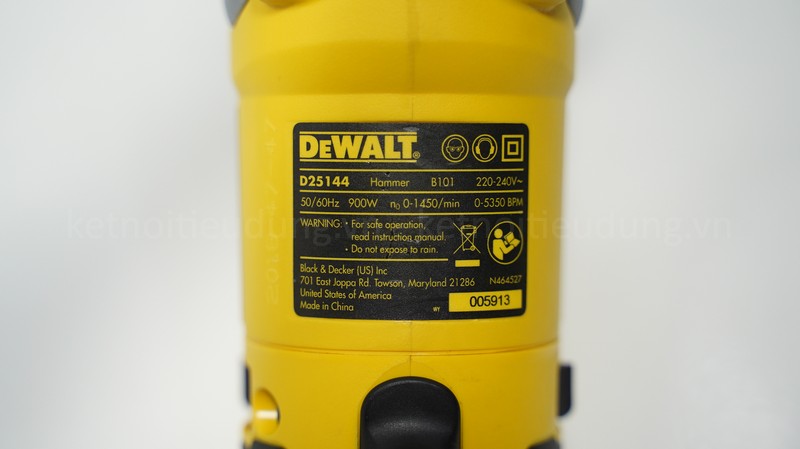 DEWALT®
D25144 Hammer B101 220-240V~
50/60Hz 900W n₀ 0-1450/min 0-5350 BPM
WARNING: • For safe operation,
read instruction manual.
• Do not expose to rain.
Black & Decker (US) Inc
701 East Joppa Rd. Towson, Maryland 21286 N464527
United States of America
Made in China WY 005913